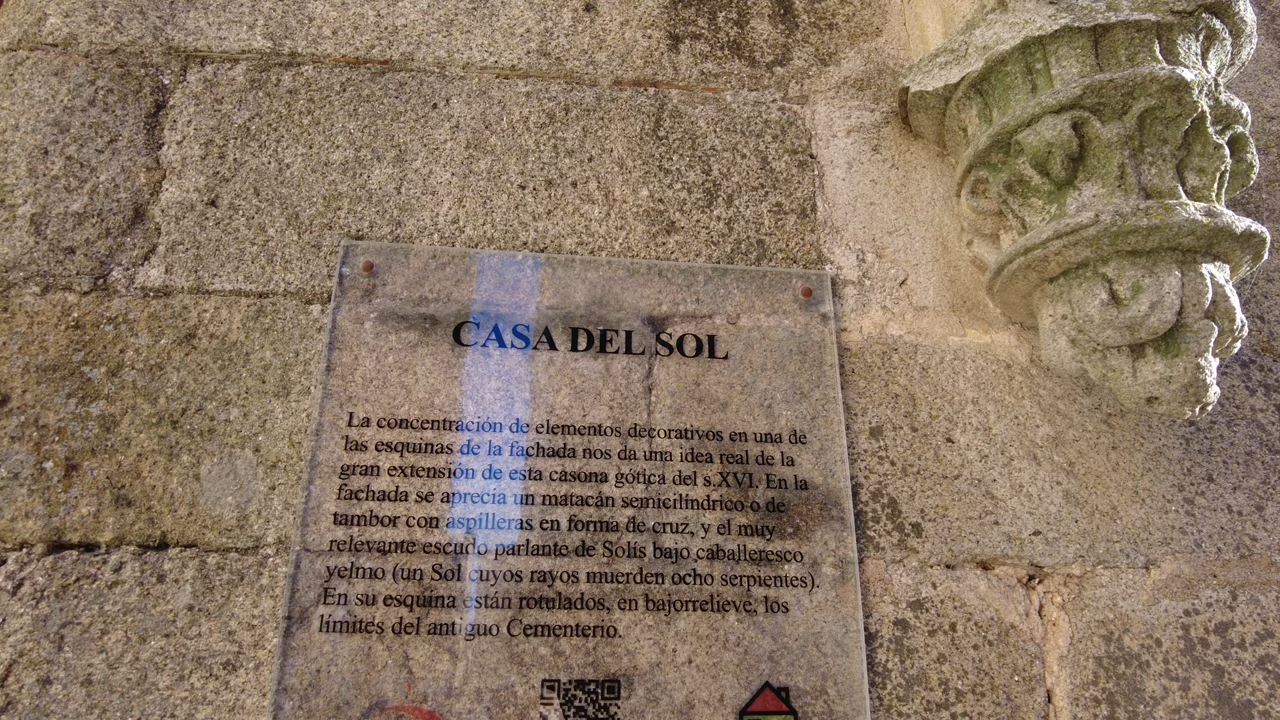 CASA DEL SOL
La concentración de elementos decorativos en una de
las esquinas de la fachada nos da una idea real de la
gran extensión de esta casona gótica del s.XVI. En la
fachada se aprecia un matacán semicilíndrico o de
tambor con aspilleras en forma de cruz, y el muy
relevante escudo parlante de Solís bajo caballeresco
yelmo (un Sol cuyos rayos muerden ocho serpientes).
En su esquina están rotulados, en bajorrelieve, los
límites del antiguo Cementerio.